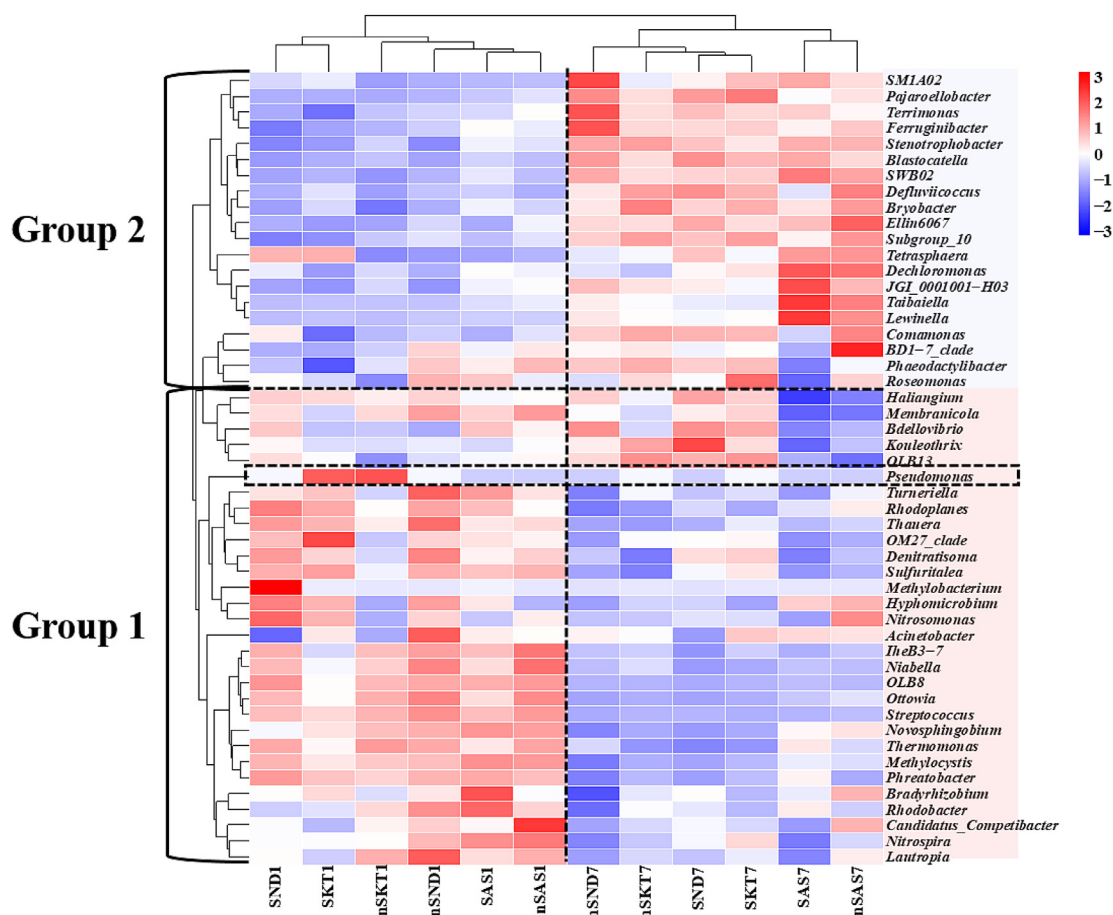 Group 2
Group 1
SM1A02
Pajaroellobacter
Terrimonas
Ferruginibacter
Stenotrophobacter
Blastocatella
SWB02
Defluviicoccus
Bryobacter
Ellin6067
Subgroup_10
Tetrasphaera
Dechloromonas
JGI_0001001−H03
Taibaiella
Lewinella
Comamonas
BD1−7_clade
Phaeodactylibacter
Roseomonas
Haliangium
Membranicola
Bdellovibrio
Kouleothrix
OLB13
Pseudomonas
Turneriella
Rhodoplanes
Thauera
OM27_clade
Denitratisoma
Sulfuritalea
Methylobacterium
Hyphomicrobium
Nitrosomonas
Acinetobacter
IheB3−7
Niabella
OLB8
Ottowia
Streptococcus
Novosphingobium
Thermomonas
Methylocystis
Phreatobacter
Bradyrhizobium
Rhodobacter
Candidatus_Competibacter
Nitrospira
Lautropia
3
2
1
0
−1
−2
−3
SND1
SKT1
nSKT1
nSND1
SAS1
nSAS1
nSND7
nSKT7
SND7
SKT7
SAS7
nSAS7